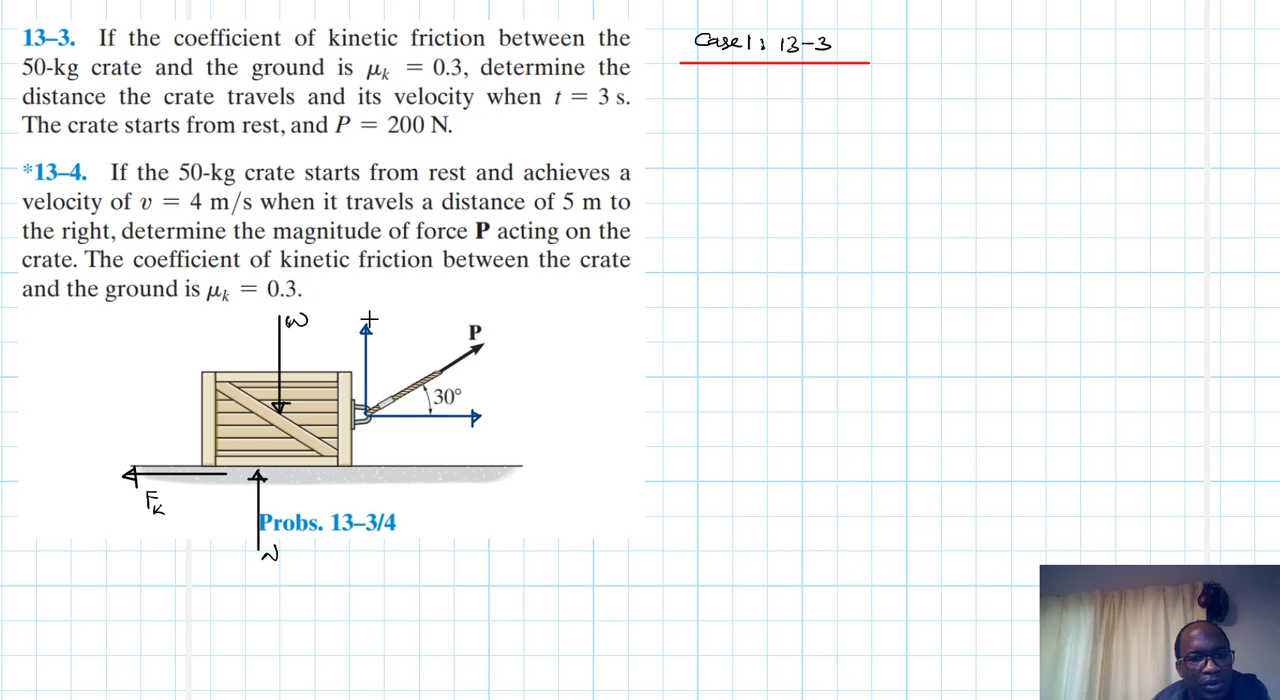 13–3. If the coefficient of kinetic friction between the
50-kg crate and the ground is μₖ = 0.3, determine the
distance the crate travels and its velocity when t = 3 s.
The crate starts from rest, and P = 200 N.
*13–4. If the 50-kg crate starts from rest and achieves a
velocity of v = 4 m/s when it travels a distance of 5 m to
the right, determine the magnitude of force P acting on the
crate. The coefficient of kinetic friction between the crate
and the ground is μₖ = 0.3.
W
+
P
30°
Fₖ
Probs. 13–3/4
N
Case 1: 13-3